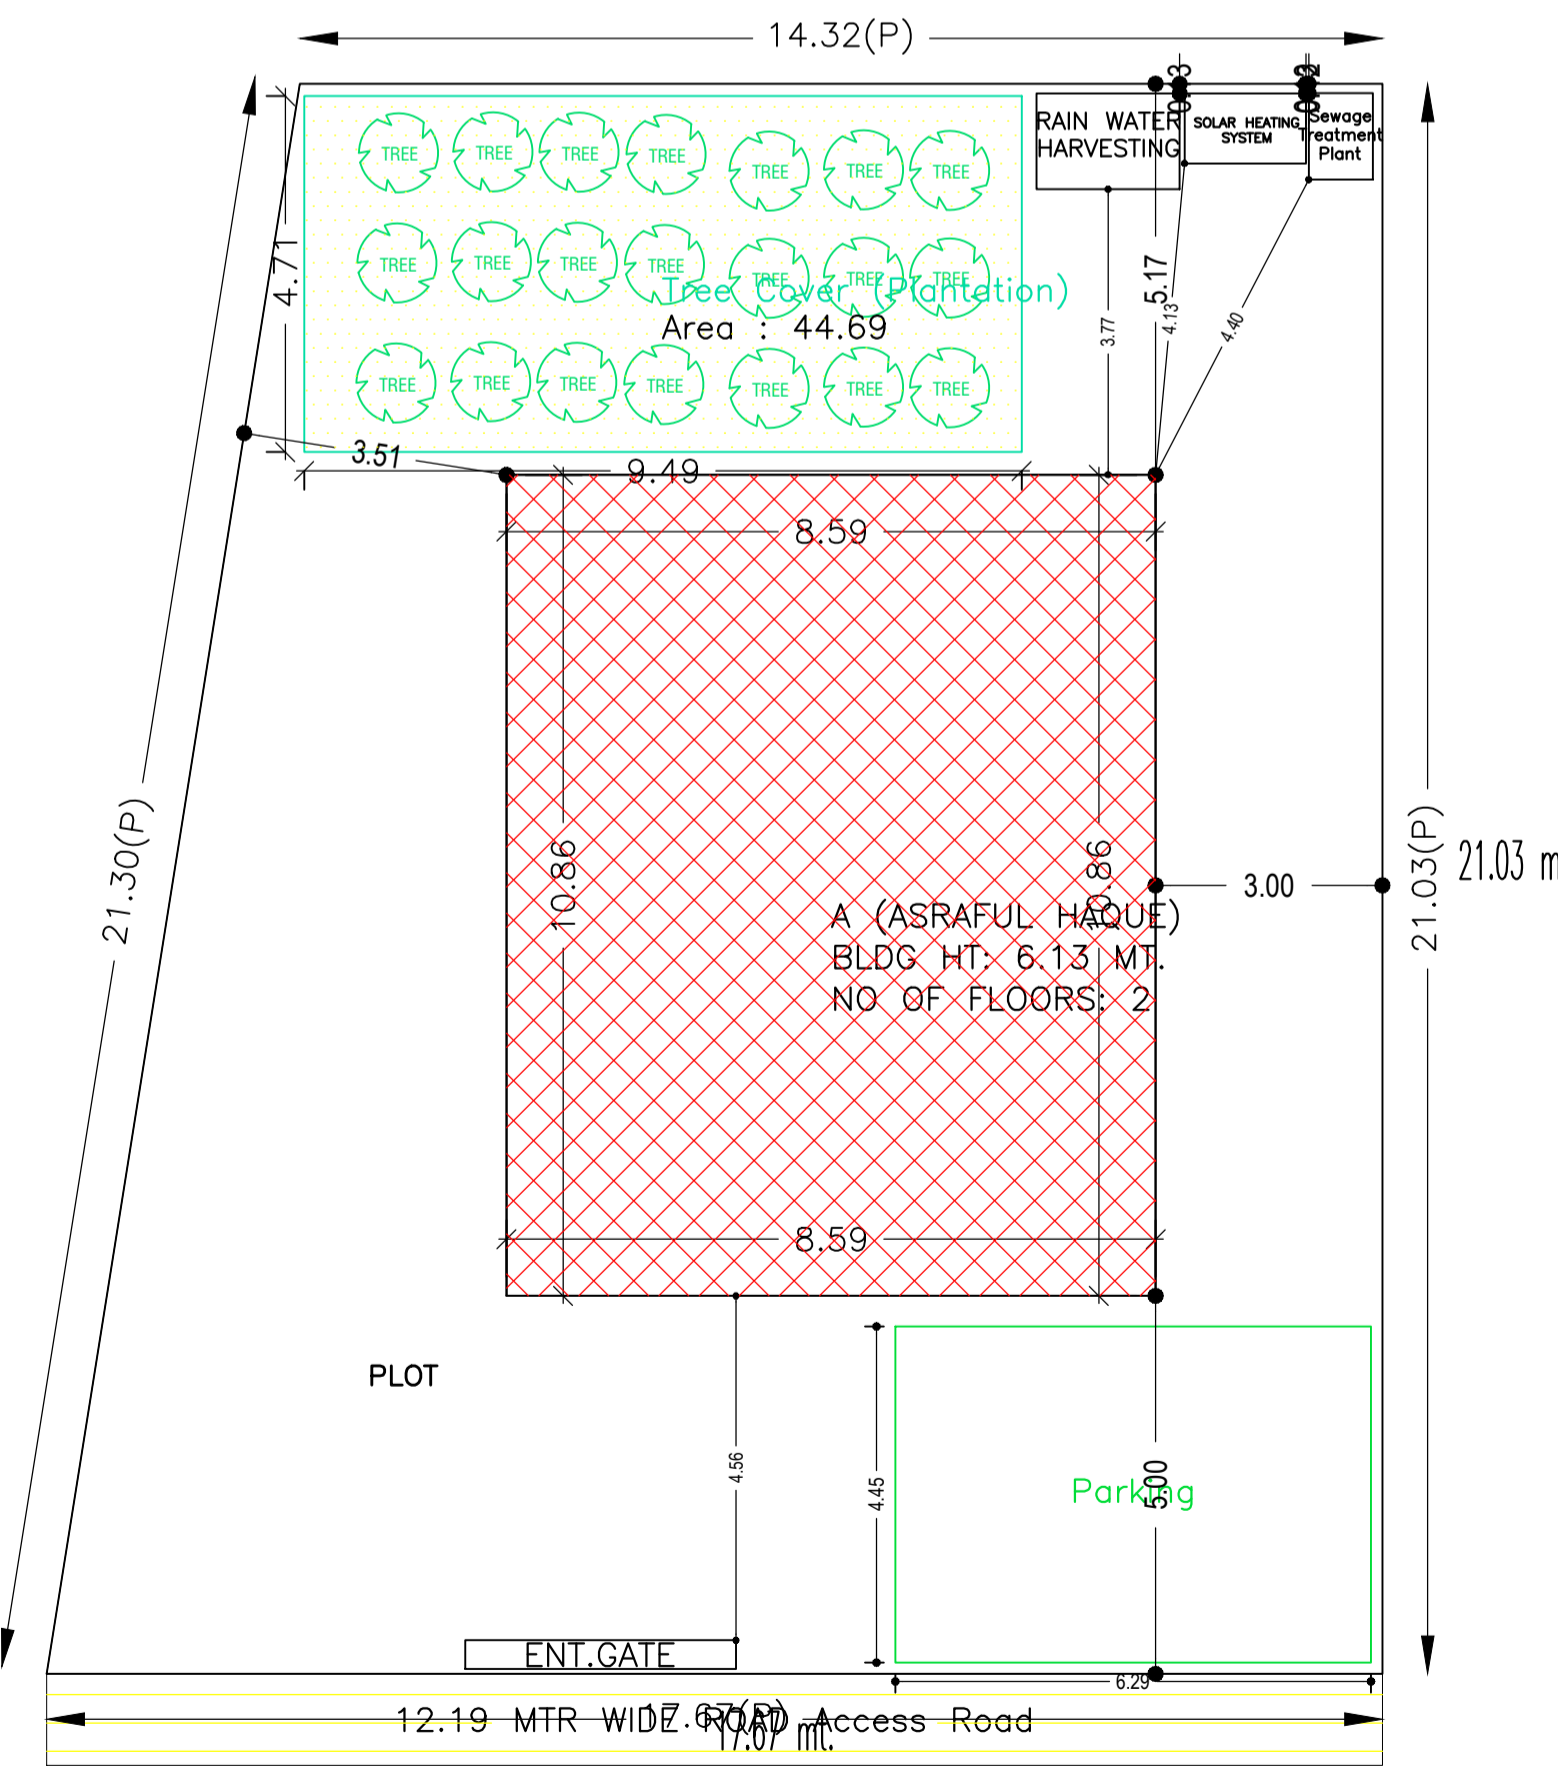 14.32(P)
RAIN WATER
HARVESTING
SOLAR HEATING
SYSTEM
Sewage
Treatment
Plant
TREE TREE TREE TREE TREE TREE TREE
4.71
TREE TREE TREE TREE TREE TREE TREE
Tree Cover (Plantation)
Area : 44.69
5.17
4.13
4.40
3.77
TREE TREE TREE TREE TREE TREE TREE
3.51
9.49
8.59
21.30(P)
10.86
10.86
3.00
21.03(P)
21.03 m
A (ASRAFUL HAQUE)
BLDG HT: 6.13 MT.
NO OF FLOORS: 2
8.59
PLOT
4.56
4.45
Parking
5.00
ENT.GATE
6.29
12.19 MTR WIDE ROAD Access Road
17.67(P)
17.67 mt.